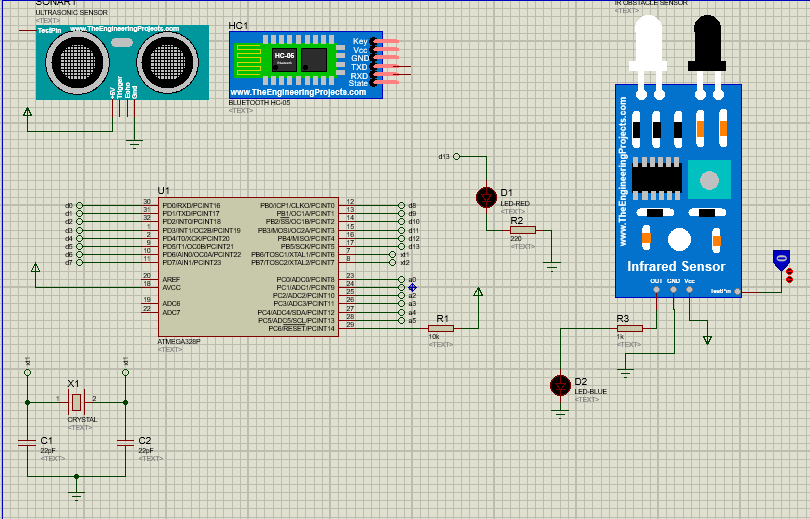 SONAR1
ULTRASONIC SENSOR
<TEXT>
TestPin
www.TheEngineeringProjects.com
+5V
Trigger
Echo
Gnd
HC1
HC-05
Bluetooth
Key
Vcc
GND
TXD
RXD
State
www.TheEngineeringProjects.com
BLUETOOTH HC-05
<TEXT>
IR OBSTACLE SENSOR
<TEXT>
www.TheEngineeringProjects.com
Infrared Sensor
OUT GND Vcc
TestPin
0
d13
D1
LED-RED
<TEXT>
R2
220
<TEXT>
U1
d0 30 PD0/RXD/PCINT16 PB0/ICP1/CLKO/PCINT0 12 d8
d1 31 PD1/TXD/PCINT17 PB1/OC1A/PCINT1 13 d9
d2 32 PD2/INT0/PCINT18 PB2/SS/OC1B/PCINT2 14 d10
d3 1 PD3/INT1/OC2B/PCINT19 PB3/MOSI/OC2A/PCINT3 15 d11
d4 2 PD4/T0/XCK/PCINT20 PB4/MISO/PCINT4 16 d12
d5 9 PD5/T1/OC0B/PCINT21 PB5/SCK/PCINT5 17 d13
d6 10 PD6/AIN0/OC0A/PCINT22 PB6/TOSC1/XTAL1/PCINT6 7 xt1
d7 11 PD7/AIN1/PCINT23 PB7/TOSC2/XTAL2/PCINT7 8 xt2
20 AREF PC0/ADC0/PCINT8 23 a0
18 AVCC PC1/ADC1/PCINT9 24
PC2/ADC2/PCINT10 25 a2
19 ADC6 PC3/ADC3/PCINT11 26 a3
22 ADC7 PC4/ADC4/SDA/PCINT12 27 a4
PC5/ADC5/SCL/PCINT13 28 a5
PC6/RESET/PCINT14 29
ATMEGA328P
<TEXT>
R1
10k
<TEXT>
R3
1k
<TEXT>
D2
LED-BLUE
<TEXT>
xt1
xt1
X1
1 2
CRYSTAL
<TEXT>
C1
22pF
<TEXT>
C2
22pF
<TEXT>